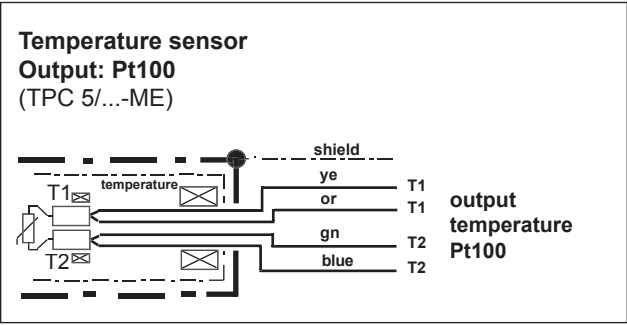 Temperature sensor
Output: Pt100
(TPC 5/...-ME)
shield
temperature
ye
T1
T1
or
T1
output
temperature
Pt100
gn
T2
T2
blue
T2